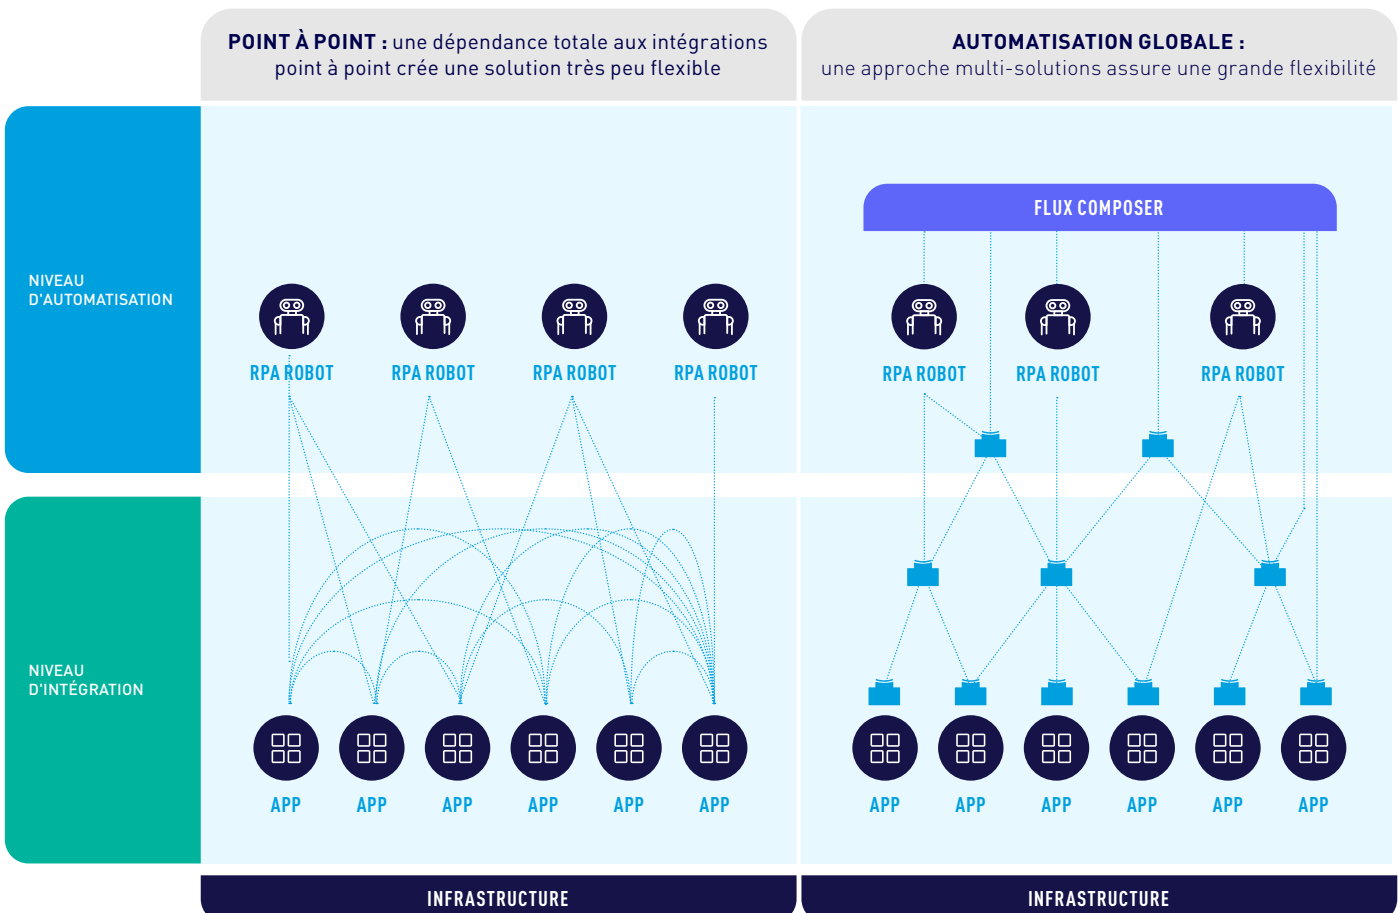 POINT À POINT : une dépendance totale aux intégrations
point à point crée une solution très peu flexible
AUTOMATISATION GLOBALE :
une approche multi-solutions assure une grande flexibilité
NIVEAU
D'AUTOMATISATION
RPA ROBOT
RPA ROBOT
RPA ROBOT
RPA ROBOT
FLUX COMPOSER
RPA ROBOT
RPA ROBOT
RPA ROBOT
NIVEAU
D'INTÉGRATION
APP
APP
APP
APP
APP
APP
APP
APP
APP
APP
APP
APP
INFRASTRUCTURE
INFRASTRUCTURE